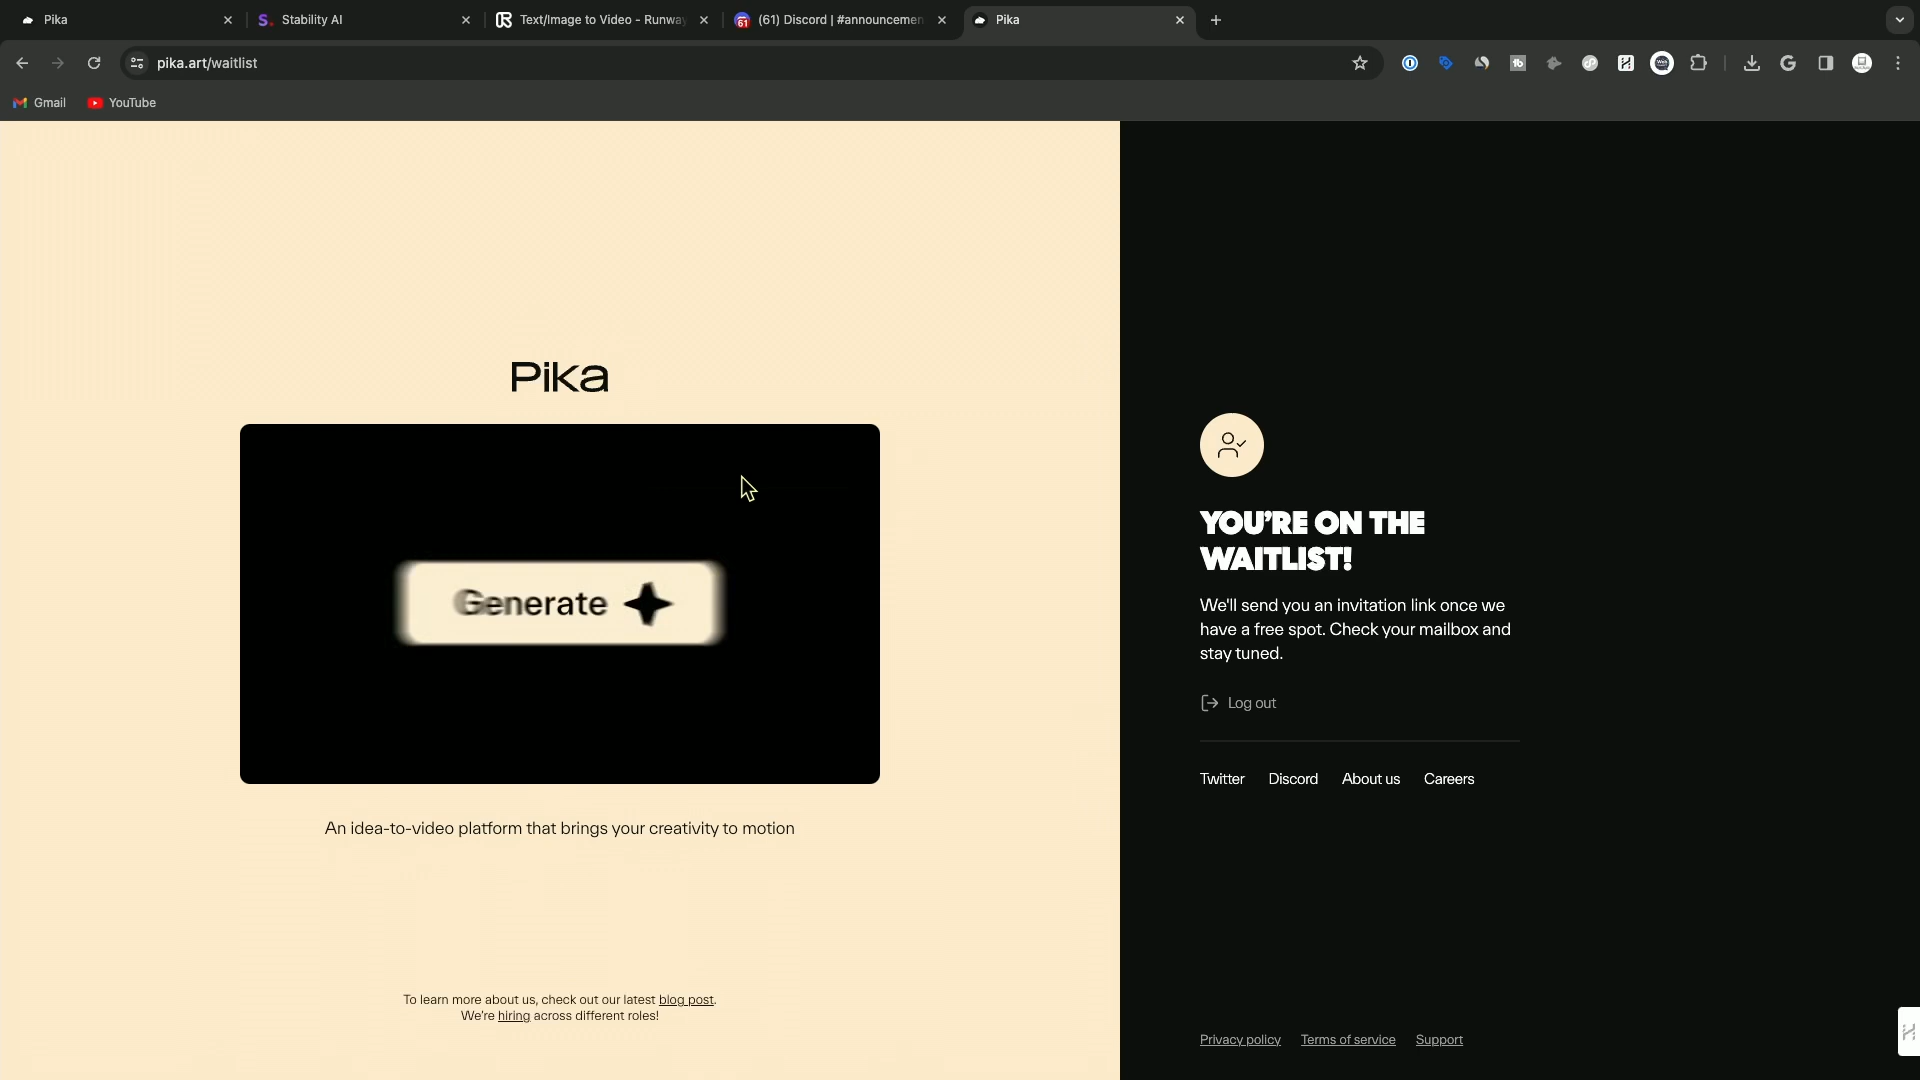 Pika
Stability AI
Text/Image to Video - Runway
(61) Discord | #announcemen
Pika
pika.art/waitlist
Gmail
YouTube
Pika
Generate
An idea-to-video platform that brings your creativity to motion
To learn more about us, check out our latest blog post.
We're hiring across different roles!
YOU'RE ON THE
WAITLIST!
We'll send you an invitation link once we
have a free spot. Check your mailbox and
stay tuned.
Log out
Twitter Discord About us Careers
Privacy policy Terms of service Support